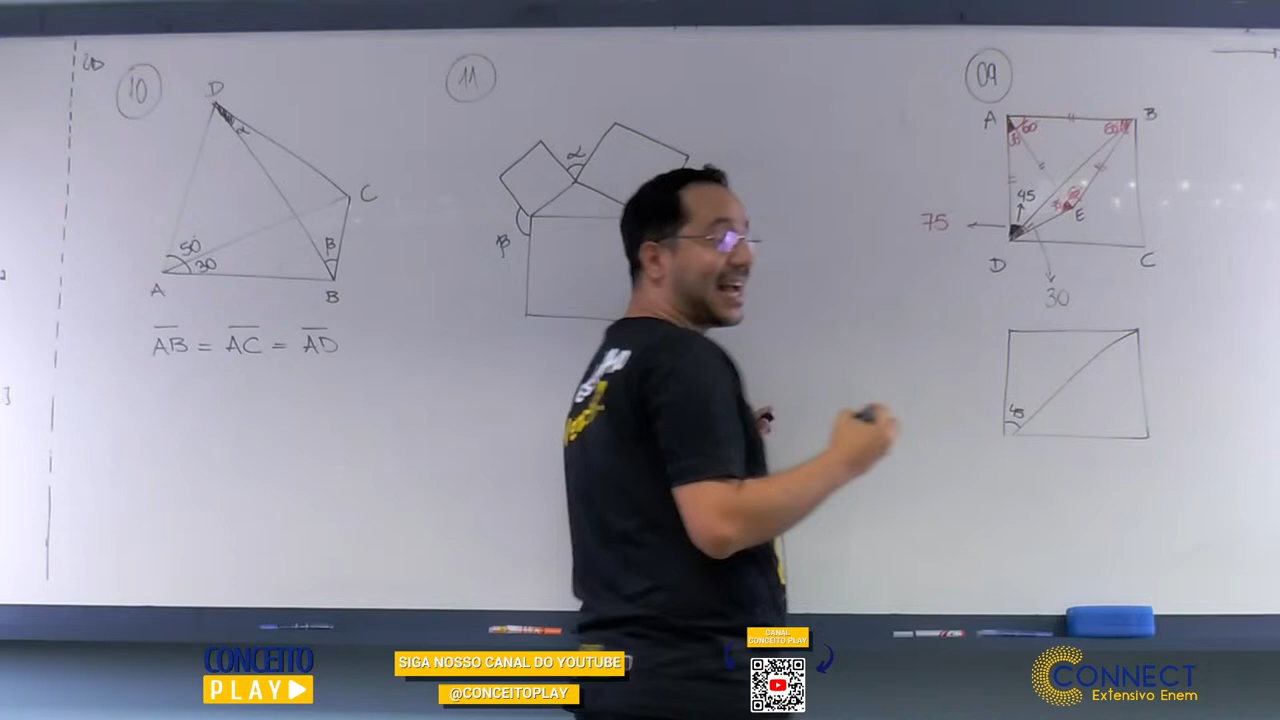 10
D
α
C
50
30
B
A
B
AB = AC = AD
11
α
β
09
A
60
60
B
45
E
75
D
C
30
45
CONCEITO
PLAY
SIGA NOSSO CANAL DO YOUTUBE
@CONCEITOPLAY
CANAL
CONCEITO PLAY
CONNECT
Extensivo Enem